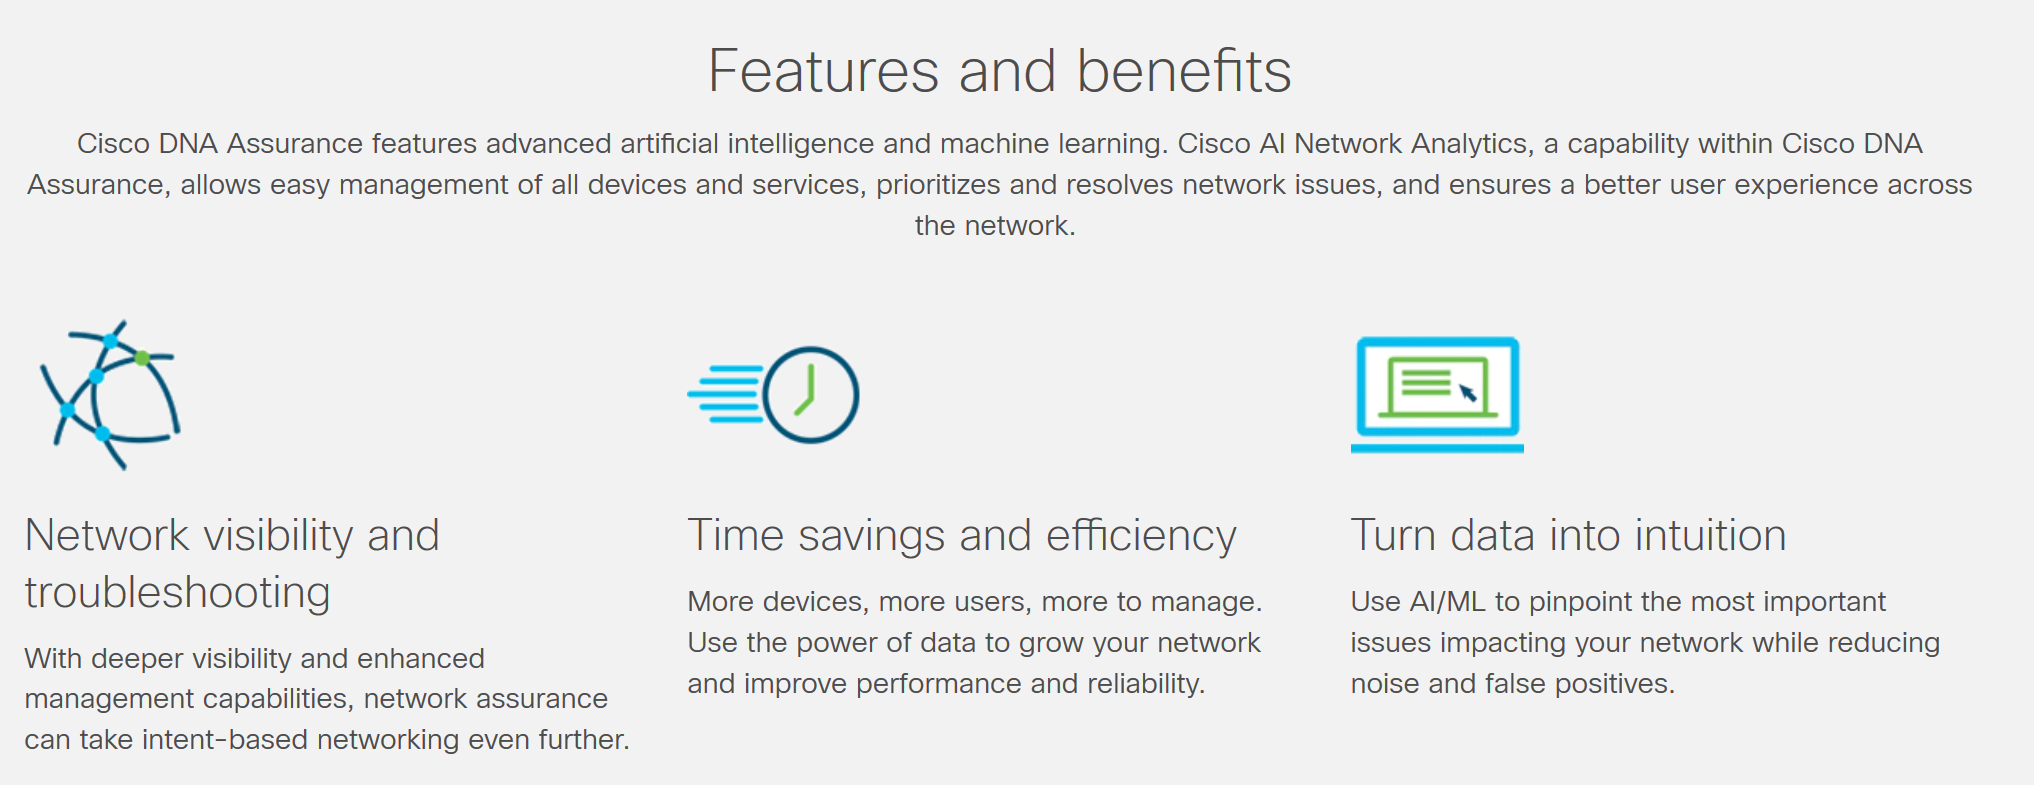 Features and benefits
Cisco DNA Assurance features advanced artificial intelligence and machine learning. Cisco AI Network Analytics, a capability within Cisco DNA
Assurance, allows easy management of all devices and services, prioritizes and resolves network issues, and ensures a better user experience across
the network.
Network visibility and
troubleshooting
With deeper visibility and enhanced
management capabilities, network assurance
can take intent-based networking even further.
Time savings and efficiency
More devices, more users, more to manage.
Use the power of data to grow your network
and improve performance and reliability.
Turn data into intuition
Use AI/ML to pinpoint the most important
issues impacting your network while reducing
noise and false positives.